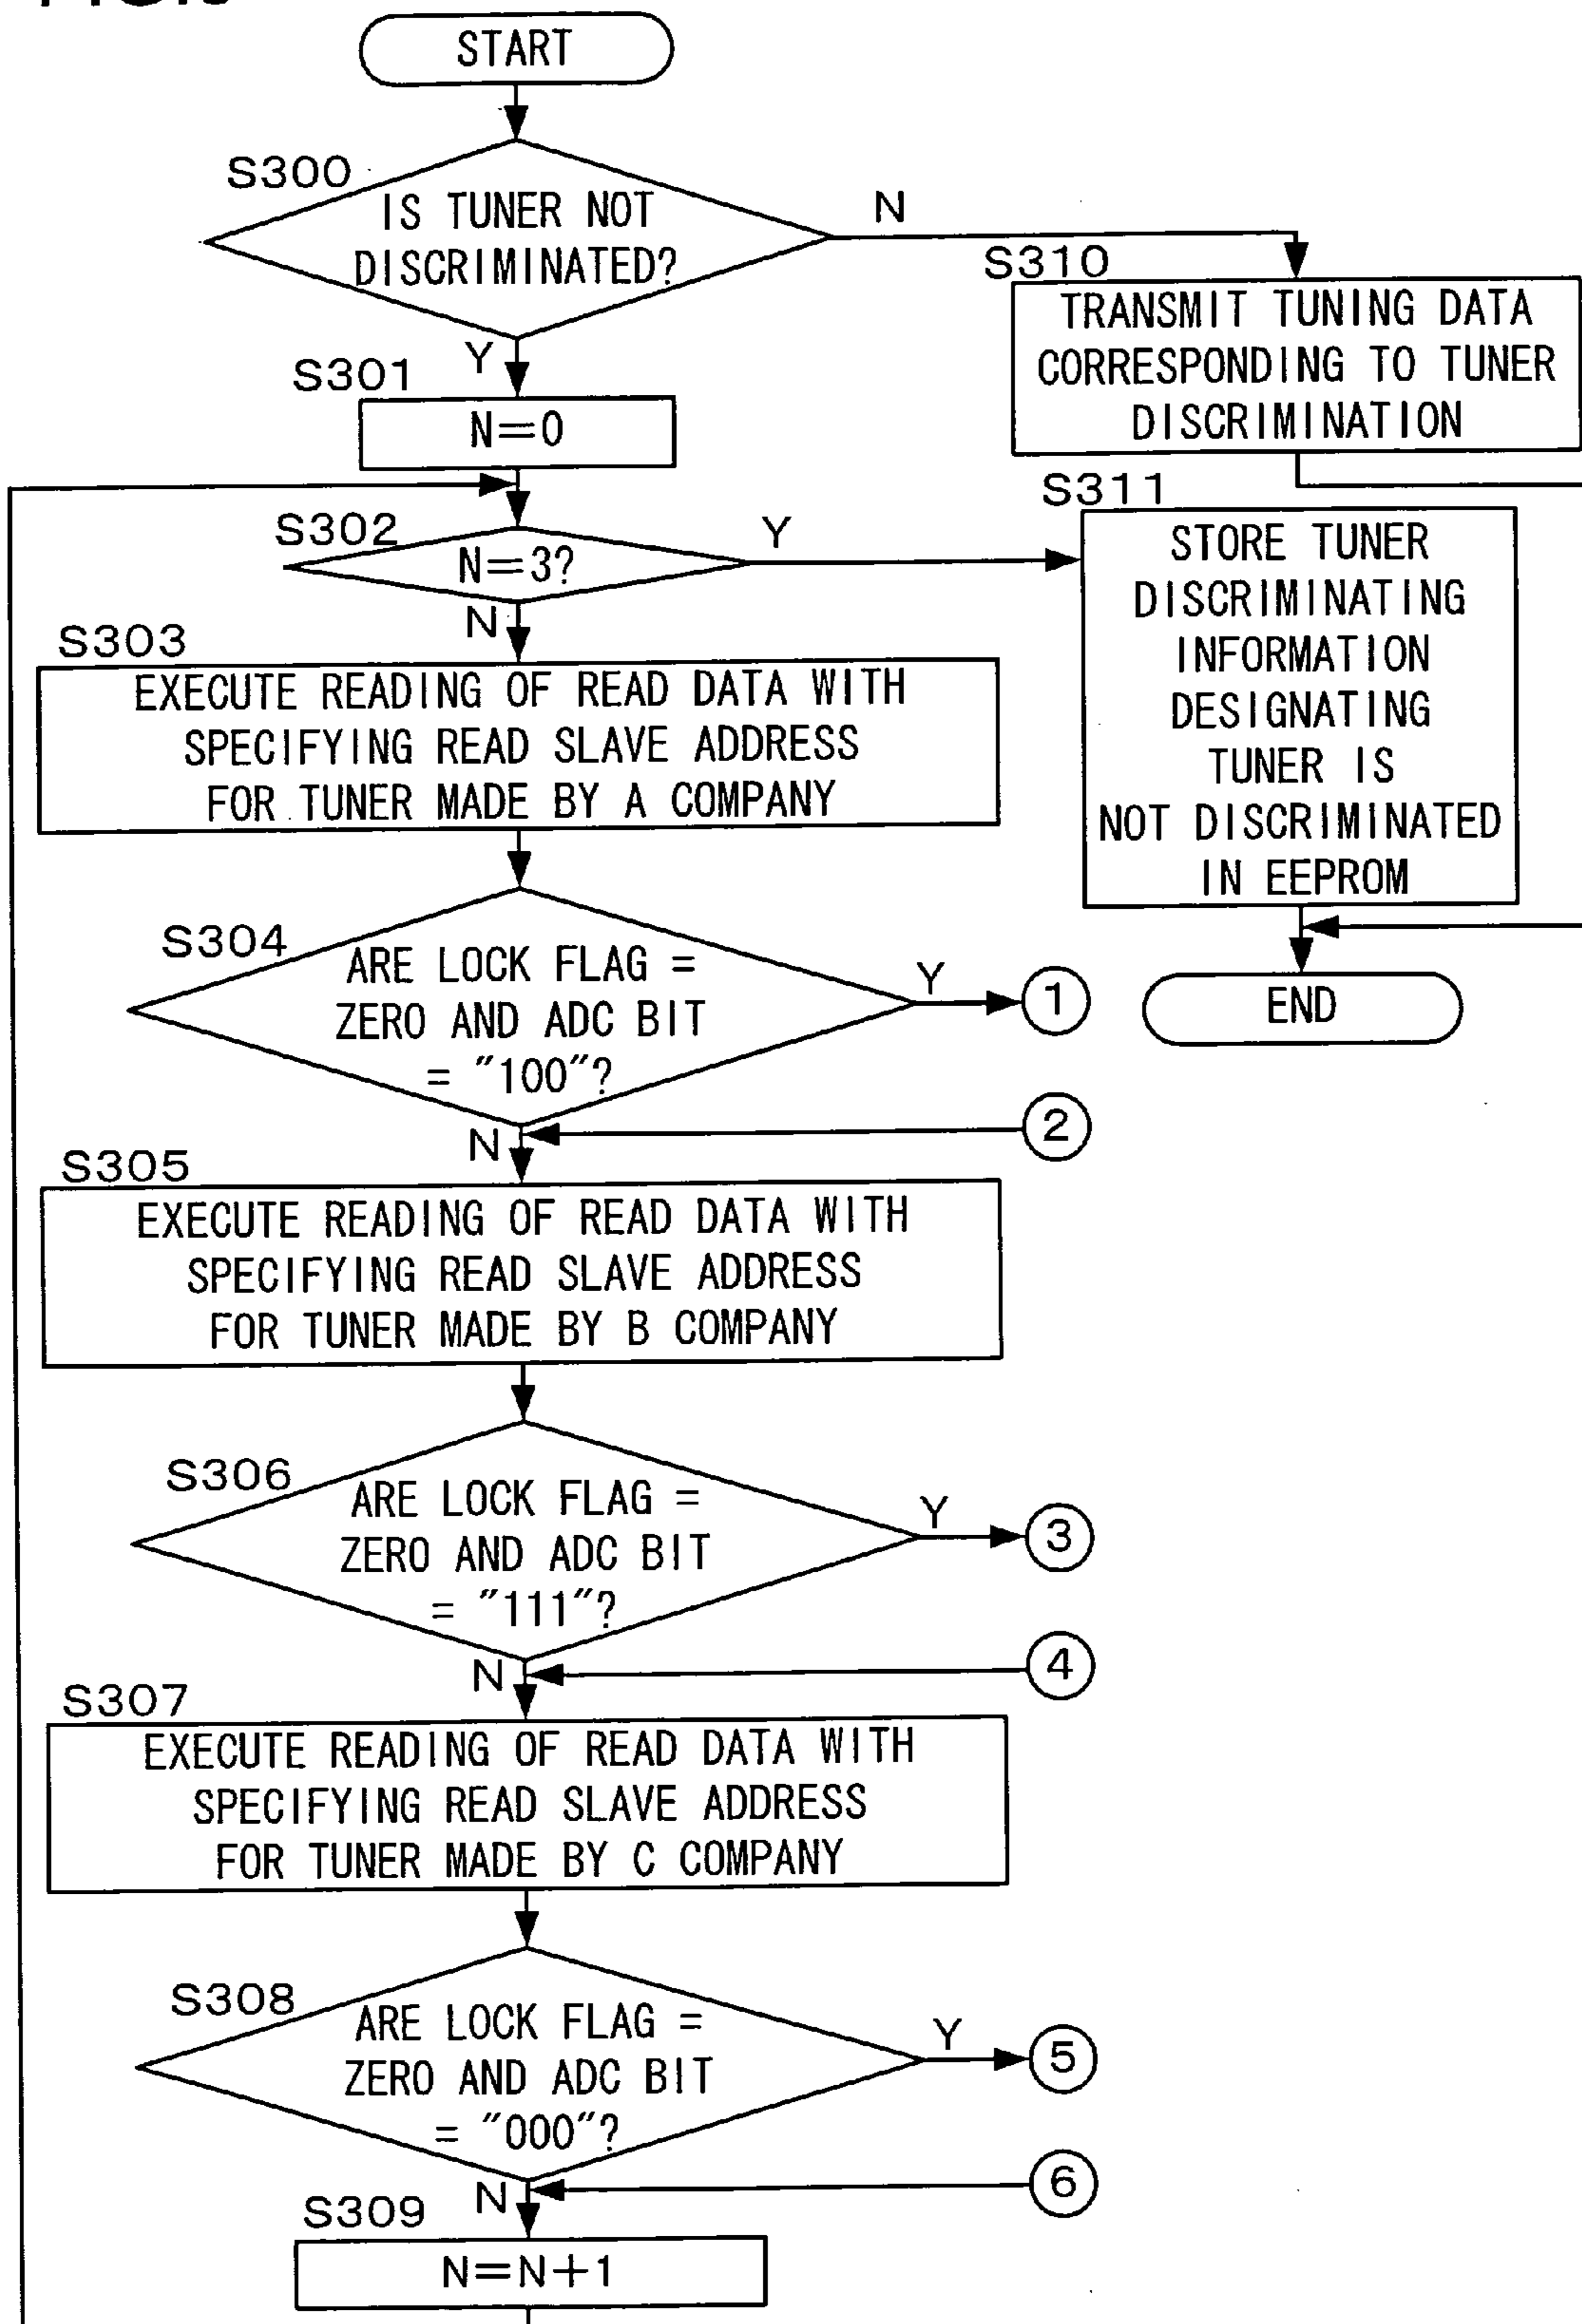 START
S300
IS TUNER NOT
DISCRIMINATED?
N
Y
S310
TRANSMIT TUNING DATA
CORRESPONDING TO TUNER
DISCRIMINATION
S301
N=0
S302
N=3?
Y
N
S311
STORE TUNER
DISCRIMINATING
INFORMATION
DESIGNATING
TUNER IS
NOT DISCRIMINATED
IN EEPROM
END
S303
EXECUTE READING OF READ DATA WITH
SPECIFYING READ SLAVE ADDRESS
FOR TUNER MADE BY A COMPANY
S304
ARE LOCK FLAG =
ZERO AND ADC BIT
= "100"?
Y
1
N
2
S305
EXECUTE READING OF READ DATA WITH
SPECIFYING READ SLAVE ADDRESS
FOR TUNER MADE BY B COMPANY
S306
ARE LOCK FLAG =
ZERO AND ADC BIT
= "111"?
Y
3
N
4
S307
EXECUTE READING OF READ DATA WITH
SPECIFYING READ SLAVE ADDRESS
FOR TUNER MADE BY C COMPANY
S308
ARE LOCK FLAG =
ZERO AND ADC BIT
= "000"?
Y
5
N
6
S309
N=N+1